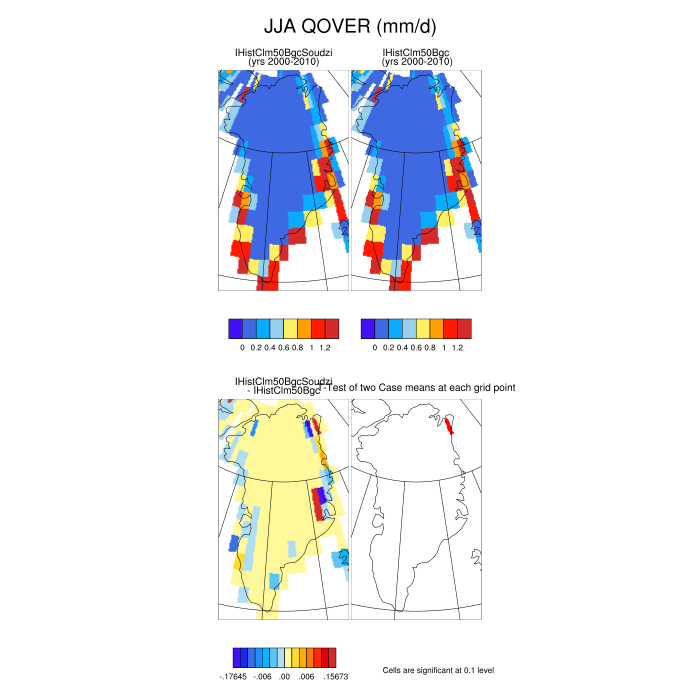 JJA QOVER (mm/d)
IHistClm50BgcSoudzi
(yrs 2000-2010)
IHistClm50Bgc
(yrs 2000-2010)
0 0.2 0.4 0.6 0.8 1 1.2
0 0.2 0.4 0.6 0.8 1 1.2
IHistClm50BgcSoudzi
- IHistClm50Bgc
T-Test of two Case means at each grid point
-.17645 -.006 .00 .006 .15673
Cells are significant at 0.1 level